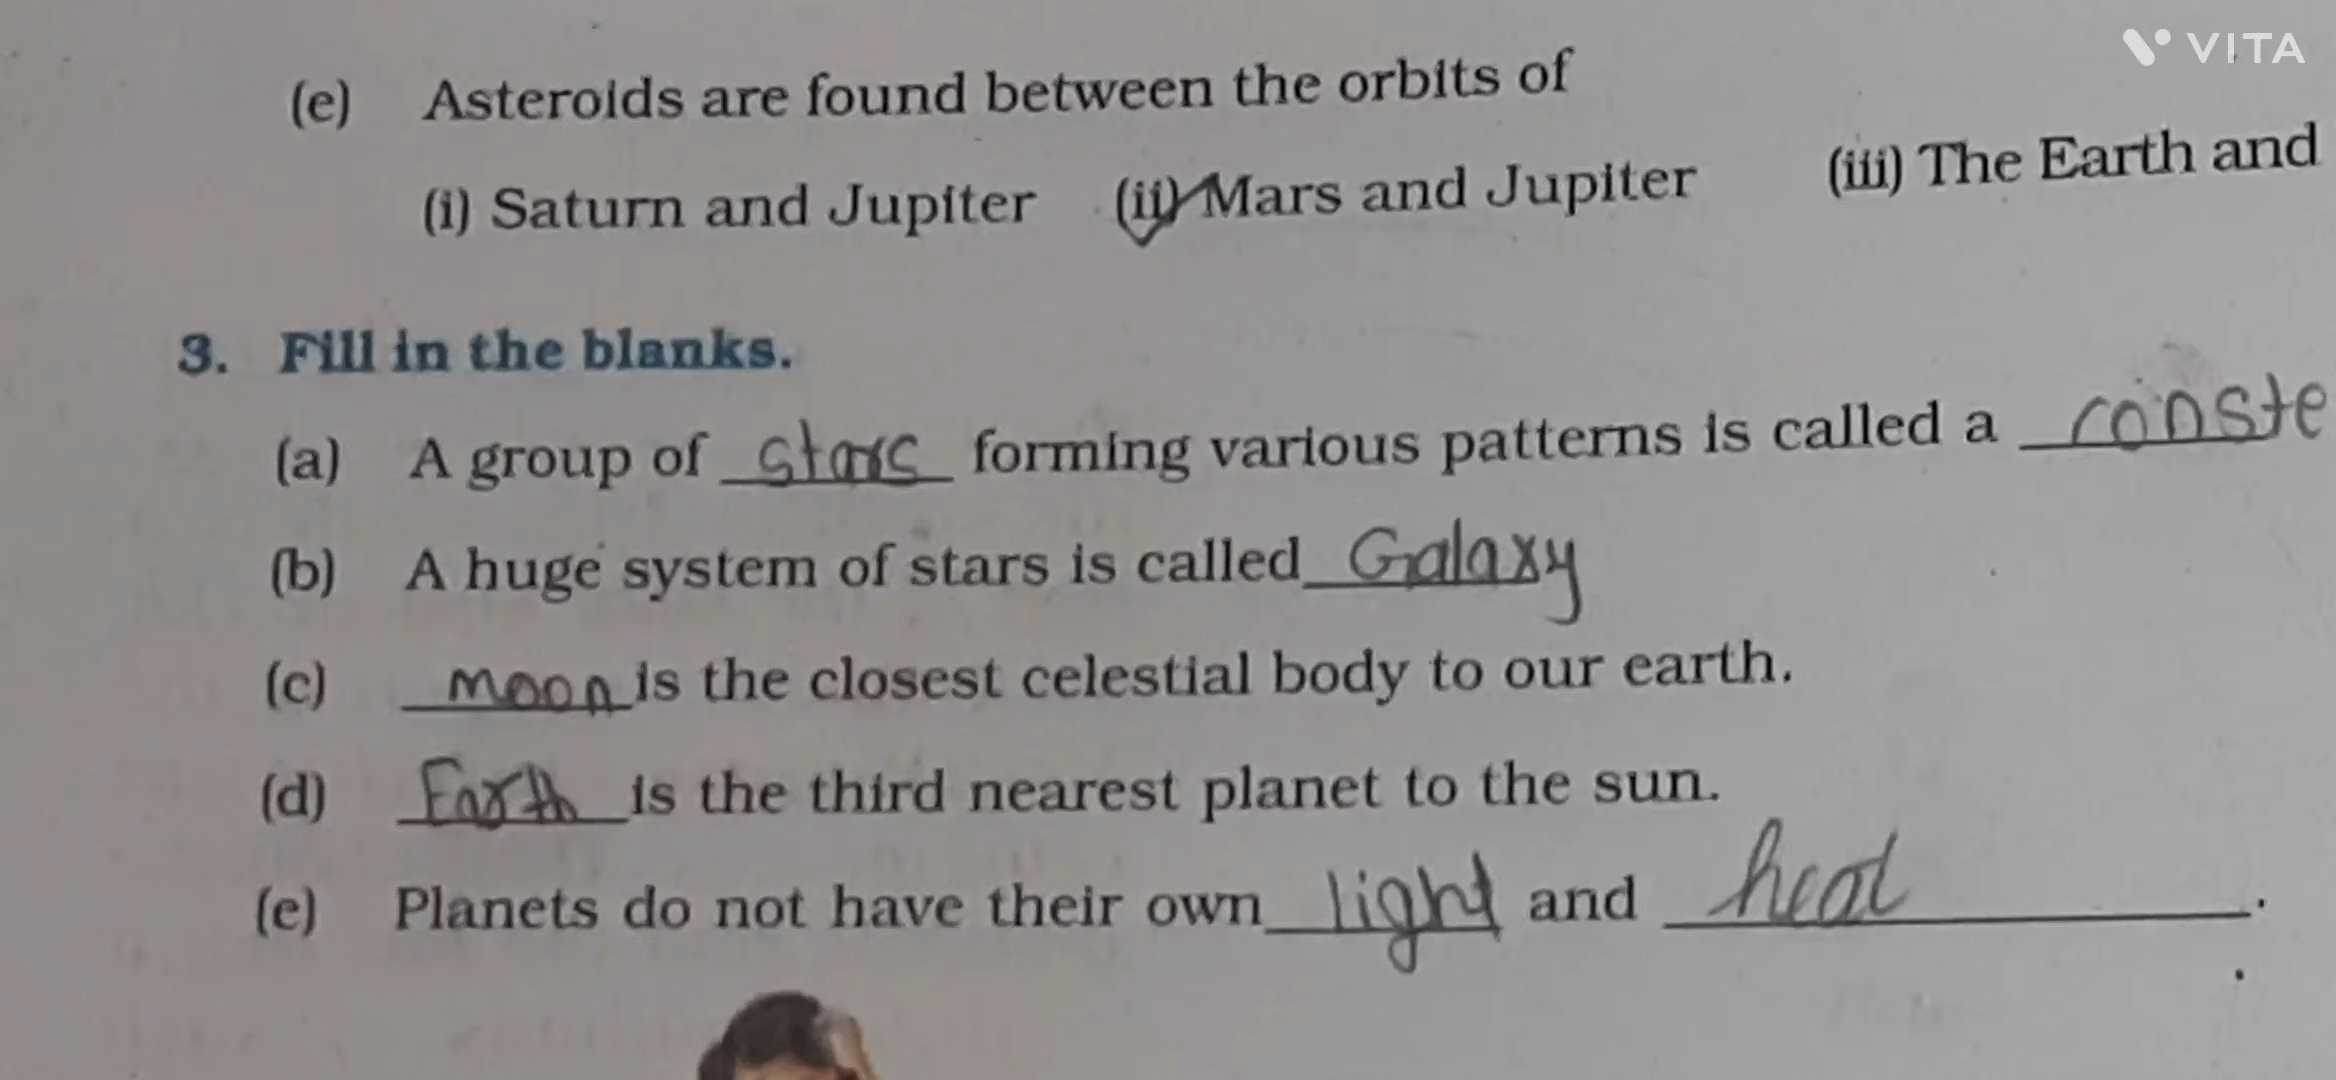 VITA
(e) Asteroids are found between the orbits of
(i) Saturn and Jupiter (ii) Mars and Jupiter (iii) The Earth and
3. Fill in the blanks.
(a) A group of stars forming various patterns is called a conste
(b) A huge system of stars is called Galaxy
(c) moon is the closest celestial body to our earth.
(d) Earth is the third nearest planet to the sun.
(e) Planets do not have their own light and heat.